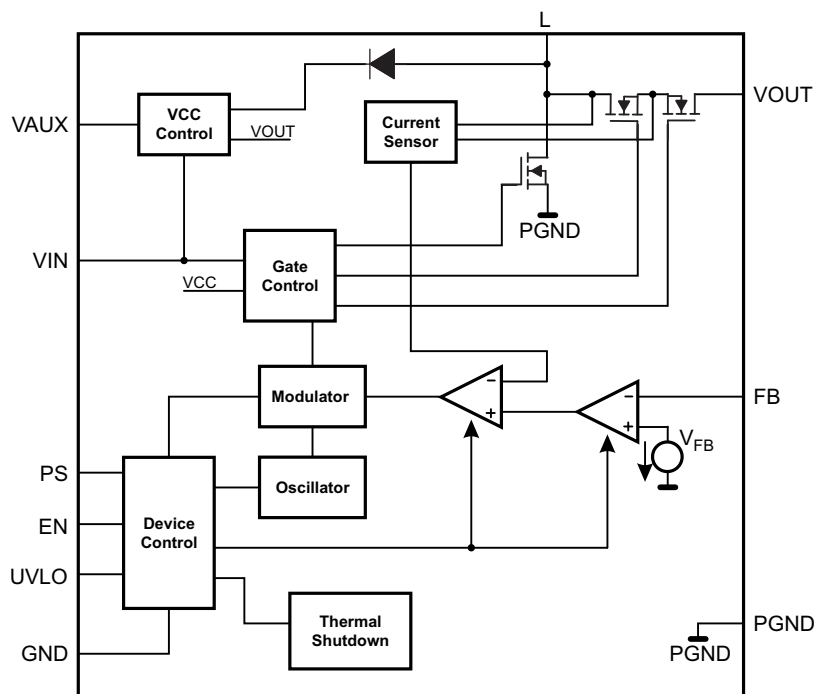 L
VAUX
VCC
Control
VOUT
Current
Sensor
VOUT
PGND
VIN
VCC
Gate
Control
Modulator
-
+
-
+
FB
VFB
PS
EN
UVLO
GND
Device
Control
Oscillator
Thermal
Shutdown
PGND
PGND